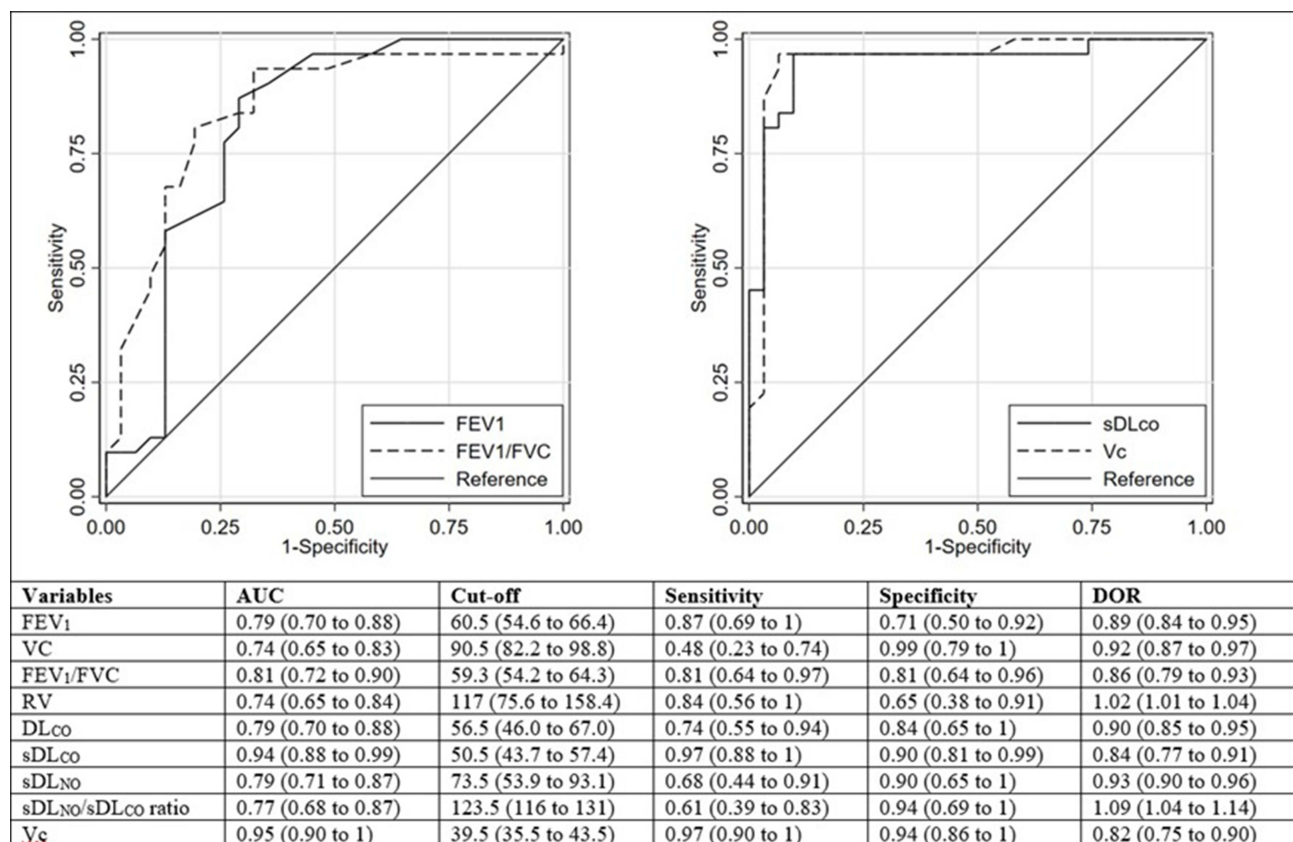 1.00
0.75
0.50
0.25
0.00
Sensitivity
FEV1
FEV1/FVC
Reference
0.00 0.25 0.50 0.75 1.00
1-Specificity
1.00
0.75
0.50
0.25
0.00
Sensitivity
sDLco
Vc
Reference
0.00 0.25 0.50 0.75 1.00
1-Specificity
Variables AUC Cut-off Sensitivity Specificity DOR
FEV₁ 0.79 (0.70 to 0.88) 60.5 (54.6 to 66.4) 0.87 (0.69 to 1) 0.71 (0.50 to 0.92) 0.89 (0.84 to 0.95)
VC 0.74 (0.65 to 0.83) 90.5 (82.2 to 98.8) 0.48 (0.23 to 0.74) 0.99 (0.79 to 1) 0.92 (0.87 to 0.97)
FEV₁/FVC 0.81 (0.72 to 0.90) 59.3 (54.2 to 64.3) 0.81 (0.64 to 0.97) 0.81 (0.64 to 0.96) 0.86 (0.79 to 0.93)
RV 0.74 (0.65 to 0.84) 117 (75.6 to 158.4) 0.84 (0.56 to 1) 0.65 (0.38 to 0.91) 1.02 (1.01 to 1.04)
DLCO 0.79 (0.70 to 0.88) 56.5 (46.0 to 67.0) 0.74 (0.55 to 0.94) 0.84 (0.65 to 1) 0.90 (0.85 to 0.95)
sDLCO 0.94 (0.88 to 0.99) 50.5 (43.7 to 57.4) 0.97 (0.88 to 1) 0.90 (0.81 to 0.99) 0.84 (0.77 to 0.91)
sDLNO 0.79 (0.71 to 0.87) 73.5 (53.9 to 93.1) 0.68 (0.44 to 0.91) 0.90 (0.65 to 1) 0.93 (0.90 to 0.96)
sDLNO/sDLCO ratio 0.77 (0.68 to 0.87) 123.5 (116 to 131) 0.61 (0.39 to 0.83) 0.94 (0.69 to 1) 1.09 (1.04 to 1.14)
Vc 0.95 (0.90 to 1) 39.5 (35.5 to 43.5) 0.97 (0.90 to 1) 0.94 (0.86 to 1) 0.82 (0.75 to 0.90)